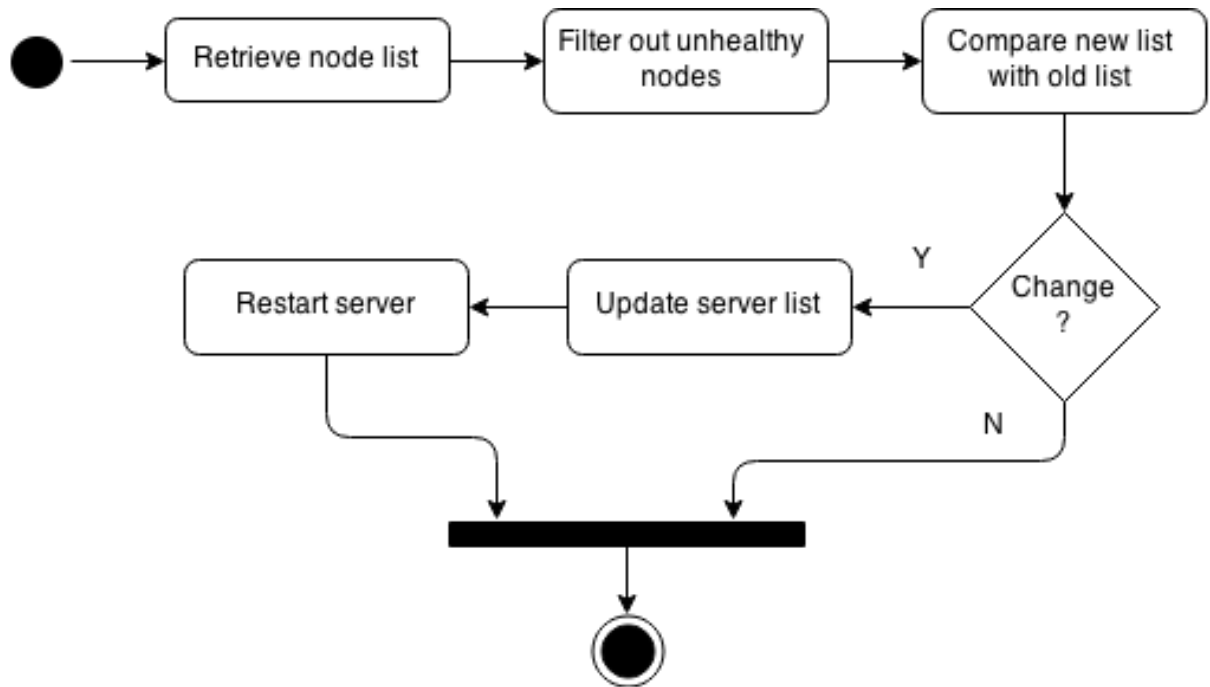 Retrieve node list
Filter out unhealthy
nodes
Compare new list
with old list
Change
?
Y
Update server list
Restart server
N